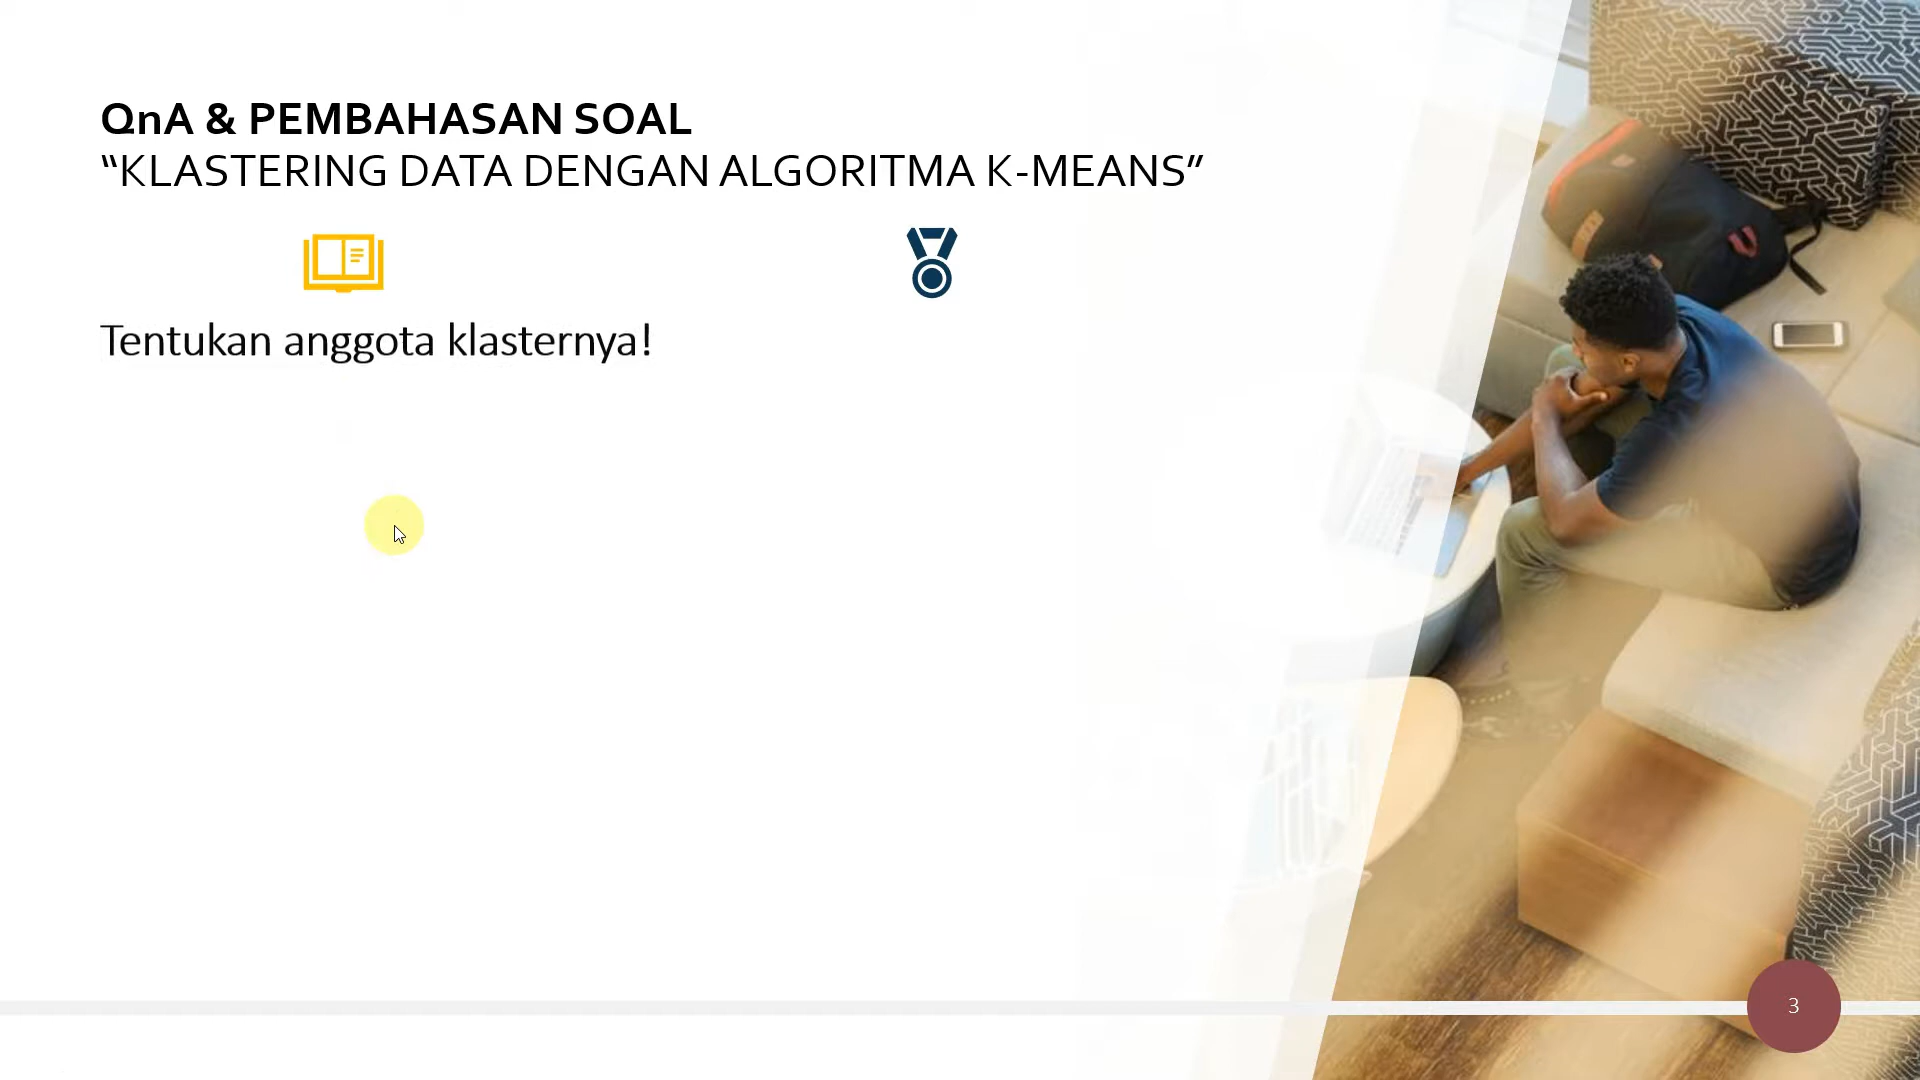 QnA & PEMBAHASAN SOAL
“KLASTERING DATA DENGAN ALGORITMA K-MEANS”
Tentukan anggota klasternya!
3